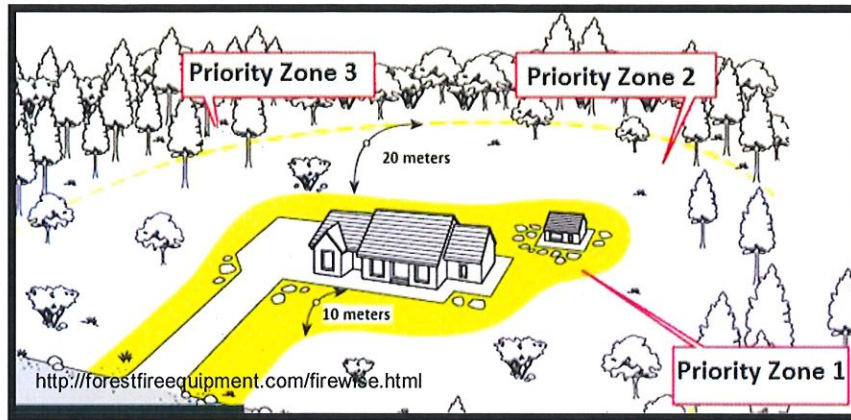 Priority Zone 3
Priority Zone 2
20 meters
10 meters
Priority Zone 1
http://forestfireequipment.com/firewise.html